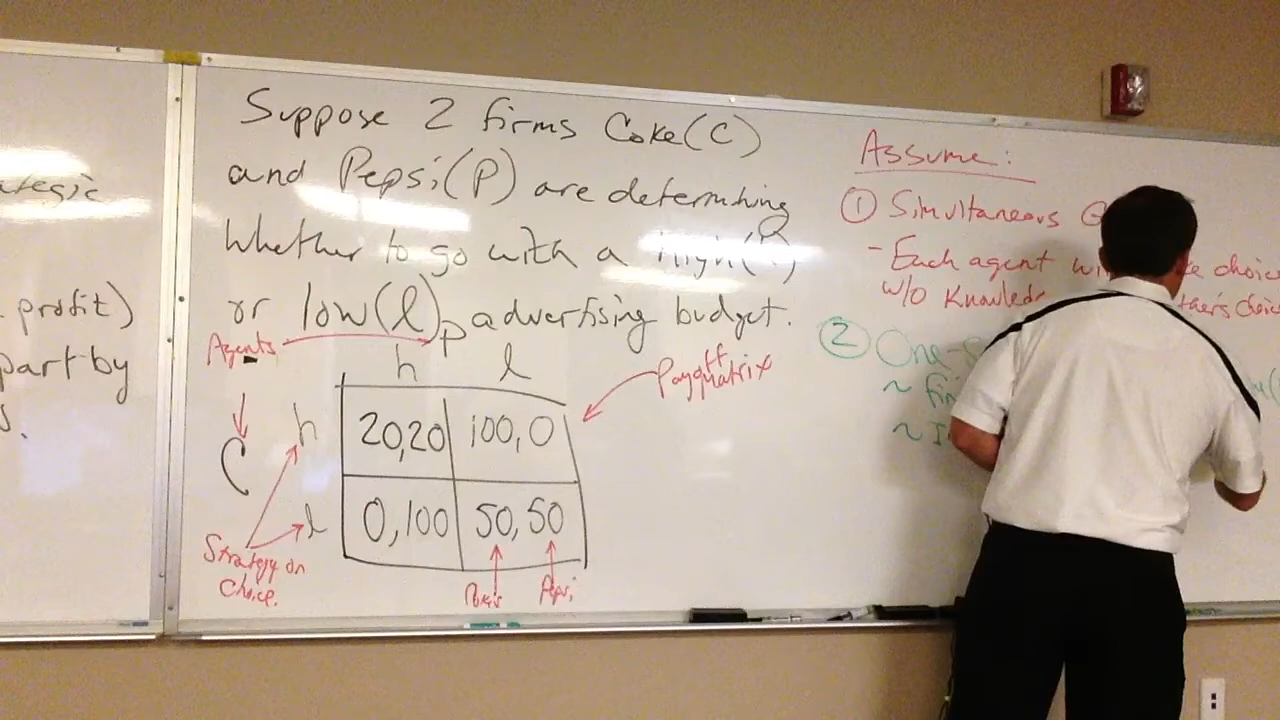 profit)
part by
Suppose 2 firms Coke(C)
and Pepsi(P) are determining
whether to go with a high(h)
or low(l) advertising budget.
Agents
P
h l
Payoff matrix
h 20,20 100,0
C
l 0,100 50,50
Strategy or
Choice.
Pepsi
Assume:
① Simultaneous
- Each agent choice
w/o
②